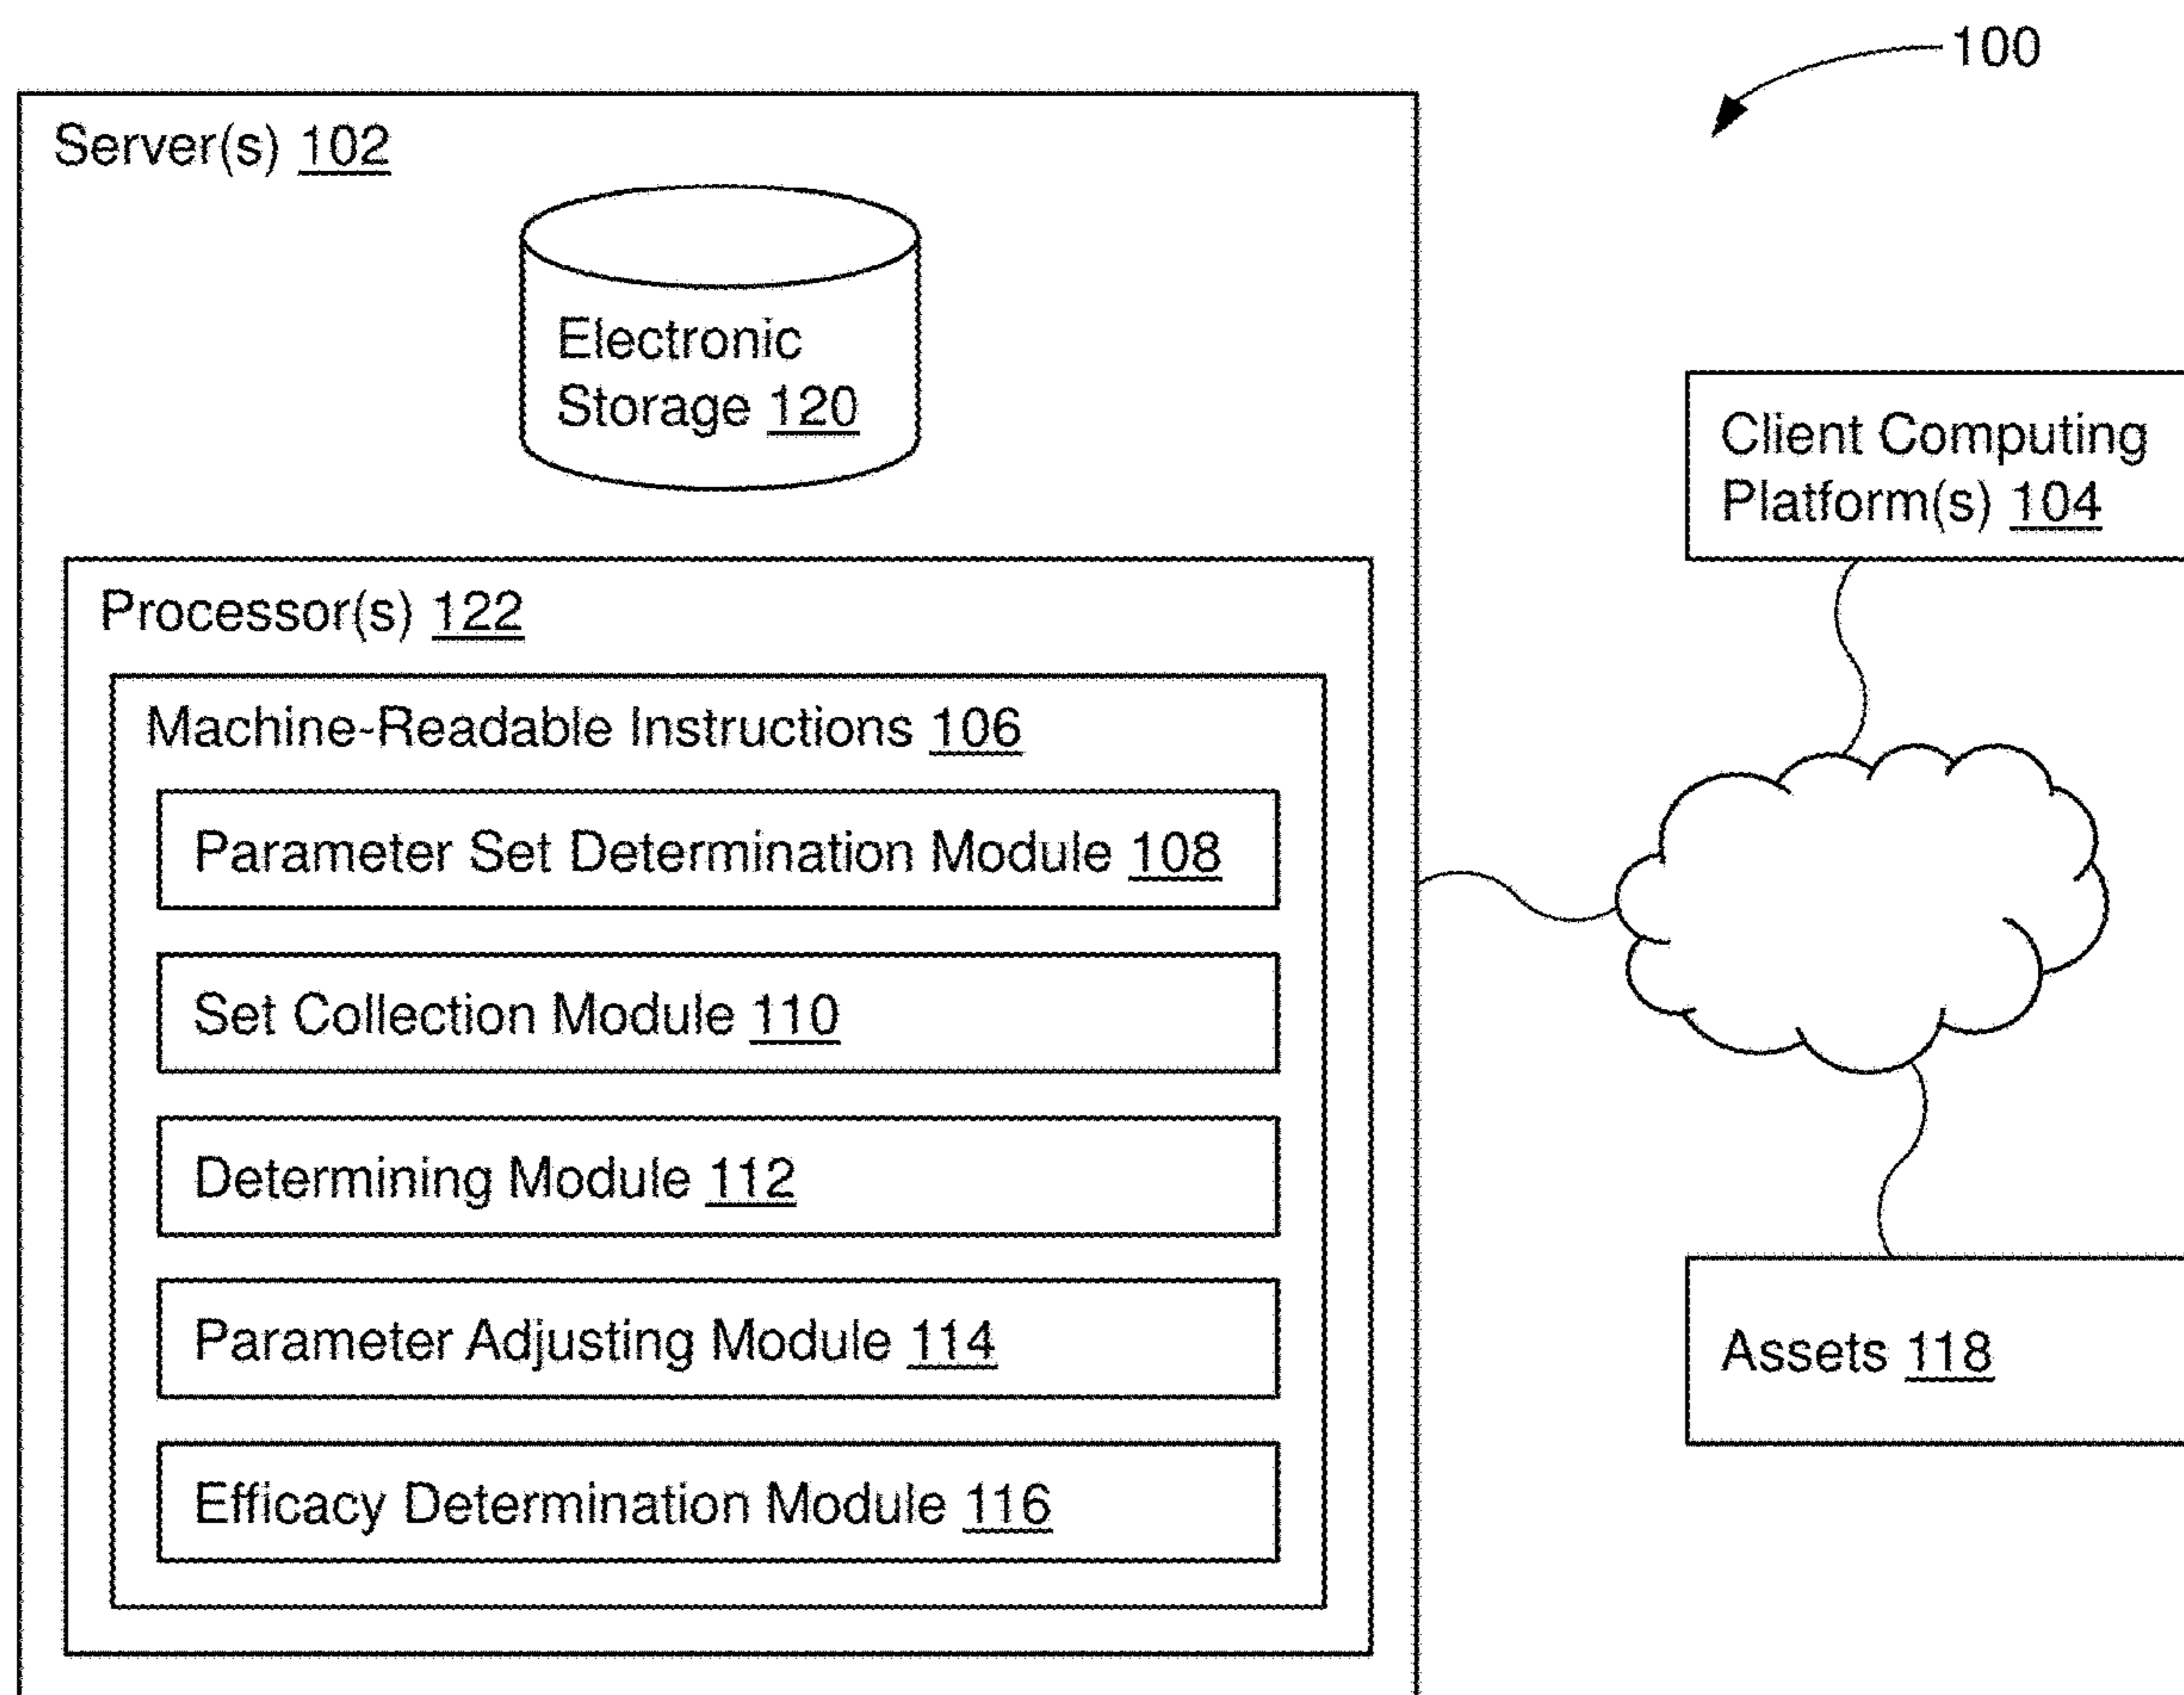 100
Server(s) 102
Electronic
Storage 120
Client Computing
Platform(s) 104
Processor(s) 122
Machine-Readable Instructions 106
Parameter Set Determination Module 108
Set Collection Module 110
Determining Module 112
Parameter Adjusting Module 114
Assets 118
Efficacy Determination Module 116